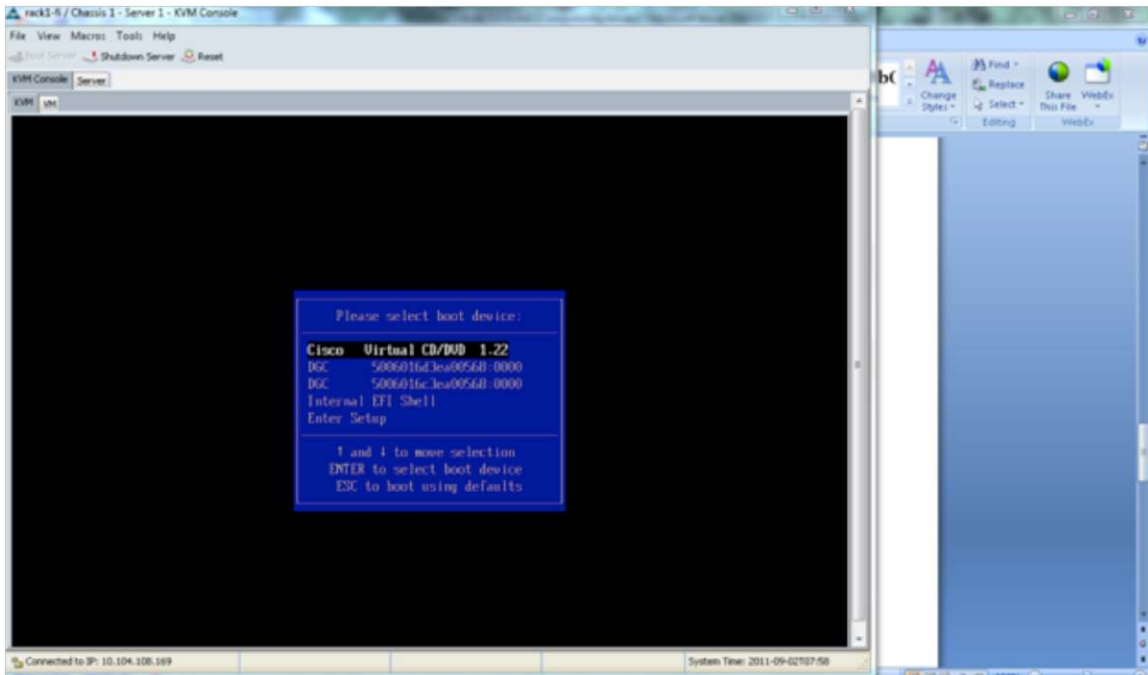 rack1-fi / Chassis 1 - Server 1 - KVM Console
File View Macros Tools Help
Boot Server Shutdown Server Reset
KVM Console Server
KVM VM
Please select boot device:
Cisco Virtual CD/DVD 1.22
DGC 5006016d3ea00568:0000
DGC 5006016c3ea00568:0000
Internal EFI Shell
Enter Setup
↑ and ↓ to move selection
ENTER to select boot device
ESC to boot using defaults
Connected to IP: 10.104.108.169
System Time: 2011-09-02T07:58
Change Styles
Find
Replace
Select
Editing
Share This File
WebEx
WebEx